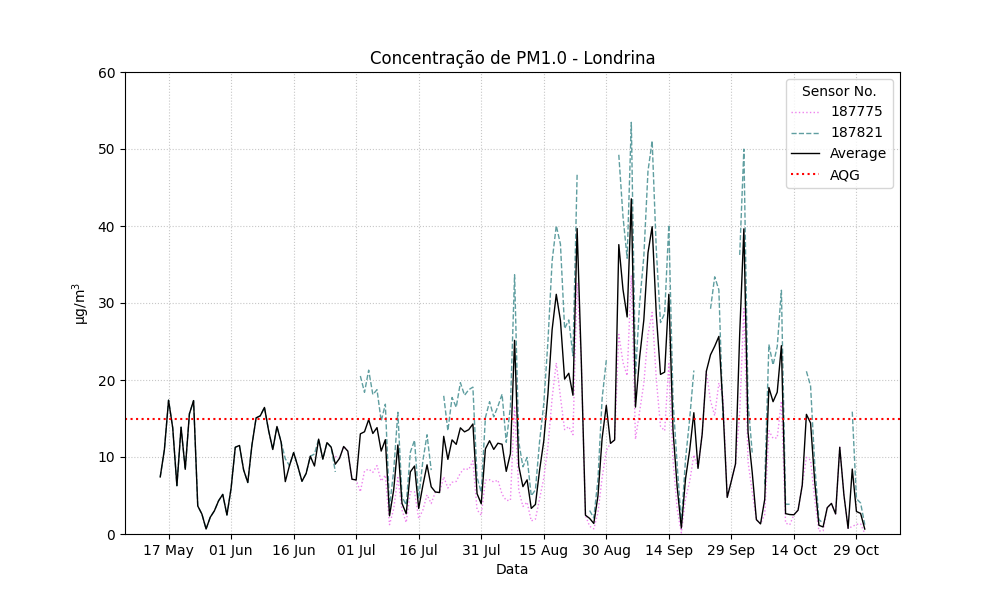 Concentração de PM1.0 - Londrina
60
50
40
30
20
10
0
µg/m³
Sensor No.
187775
187821
Average
AQG
17 May 01 Jun 16 Jun 01 Jul 16 Jul 31 Jul 15 Aug 30 Aug 14 Sep 29 Sep 14 Oct 29 Oct
Data